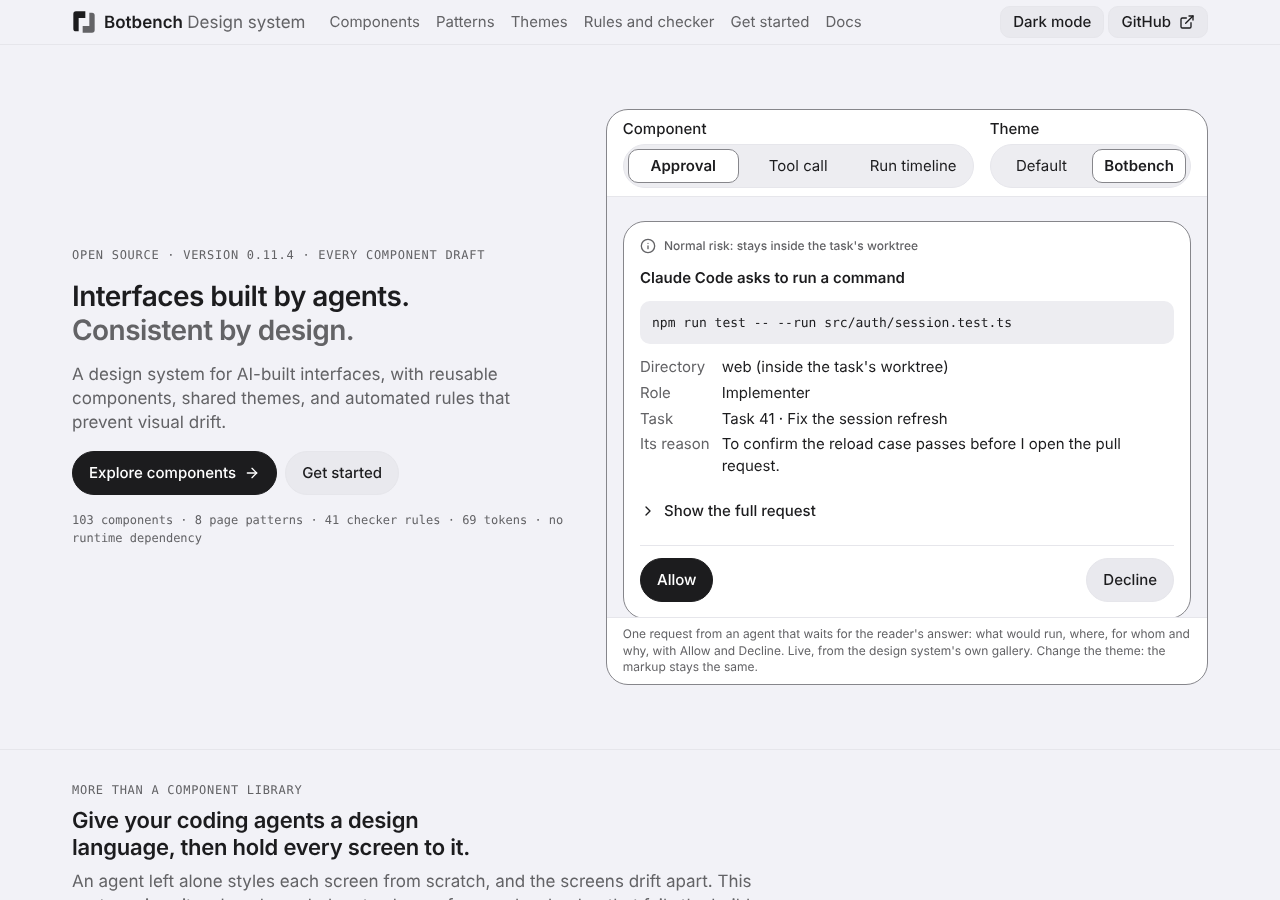 Botbench Design system
Components
Patterns
Themes
Rules and checker
Get started
Docs
Dark mode
GitHub
OPEN SOURCE · VERSION 0.11.4 · EVERY COMPONENT DRAFT
Interfaces built by agents.
Consistent by design.
A design system for AI-built interfaces, with reusable
components, shared themes, and automated rules that
prevent visual drift.
Explore components
Get started
103 components · 8 page patterns · 41 checker rules · 69 tokens · no
runtime dependency
Component
Approval
Tool call
Run timeline
Theme
Default
Botbench
Normal risk: stays inside the task's worktree
Claude Code asks to run a command
npm run test -- --run src/auth/session.test.ts
Directory web (inside the task's worktree)
Role Implementer
Task Task 41 · Fix the session refresh
Its reason To confirm the reload case passes before I open the pull
request.
Show the full request
Allow
Decline
One request from an agent that waits for the reader's answer: what would run, where, for whom and
why, with Allow and Decline. Live, from the design system's own gallery. Change the theme: the
markup stays the same.
MORE THAN A COMPONENT LIBRARY
Give your coding agents a design
language, then hold every screen to it.
An agent left alone styles each screen from scratch, and the screens drift apart. This